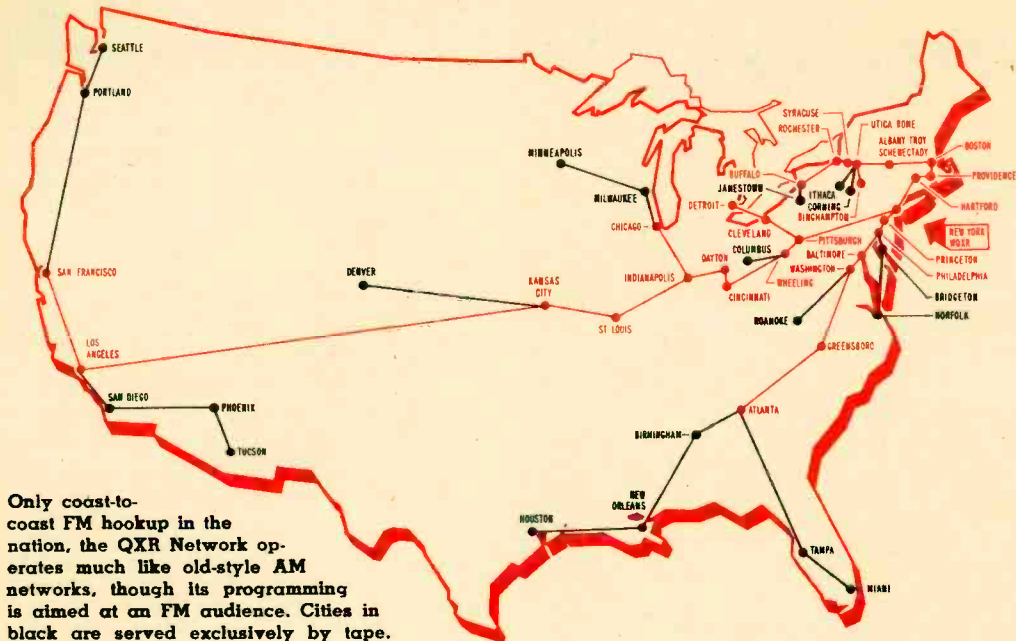 SEATTLE
PORTLAND
SYRACUSE
ROCHESTER
UTICA ROME
ALBANY TROY
SCHENECTADY
BOSTON
MINNEAPOLIS
BUFFALO
PROVIDENCE
JAMESTOWN
ITHACA
CORNING
MILWAUKEE
DETROIT
BINGHAMPTON
HARTFORD
CHICAGO
CLEVELAND
NEW YORK
WQXR
COLUMBUS
PITTSBURGH
BALTIMORE
PRINCETON
SAN FRANCISCO
DENVER
KANSAS
CITY
INDIANAPOLIS
DAYTON
WASHINGTON
PHILADELPHIA
CINCINNATI
WHEELING
BRIDGETON
ST LOUIS
ROANOKE
NORFOLK
LOS
ANGELES
GREENSBORO
SAN DIEGO
PHOENIX
ATLANTA
BIRMINGHAM
TUCSON
NEW
ORLEANS
HOUSTON
TAMPA
MIAMI
Only coast-to-
coast FM hookup in the
nation, the QXR Network op-
erates much like old-style AM
networks, though its programming
is aimed at an FM audience. Cities in
black are served exclusively by tape.